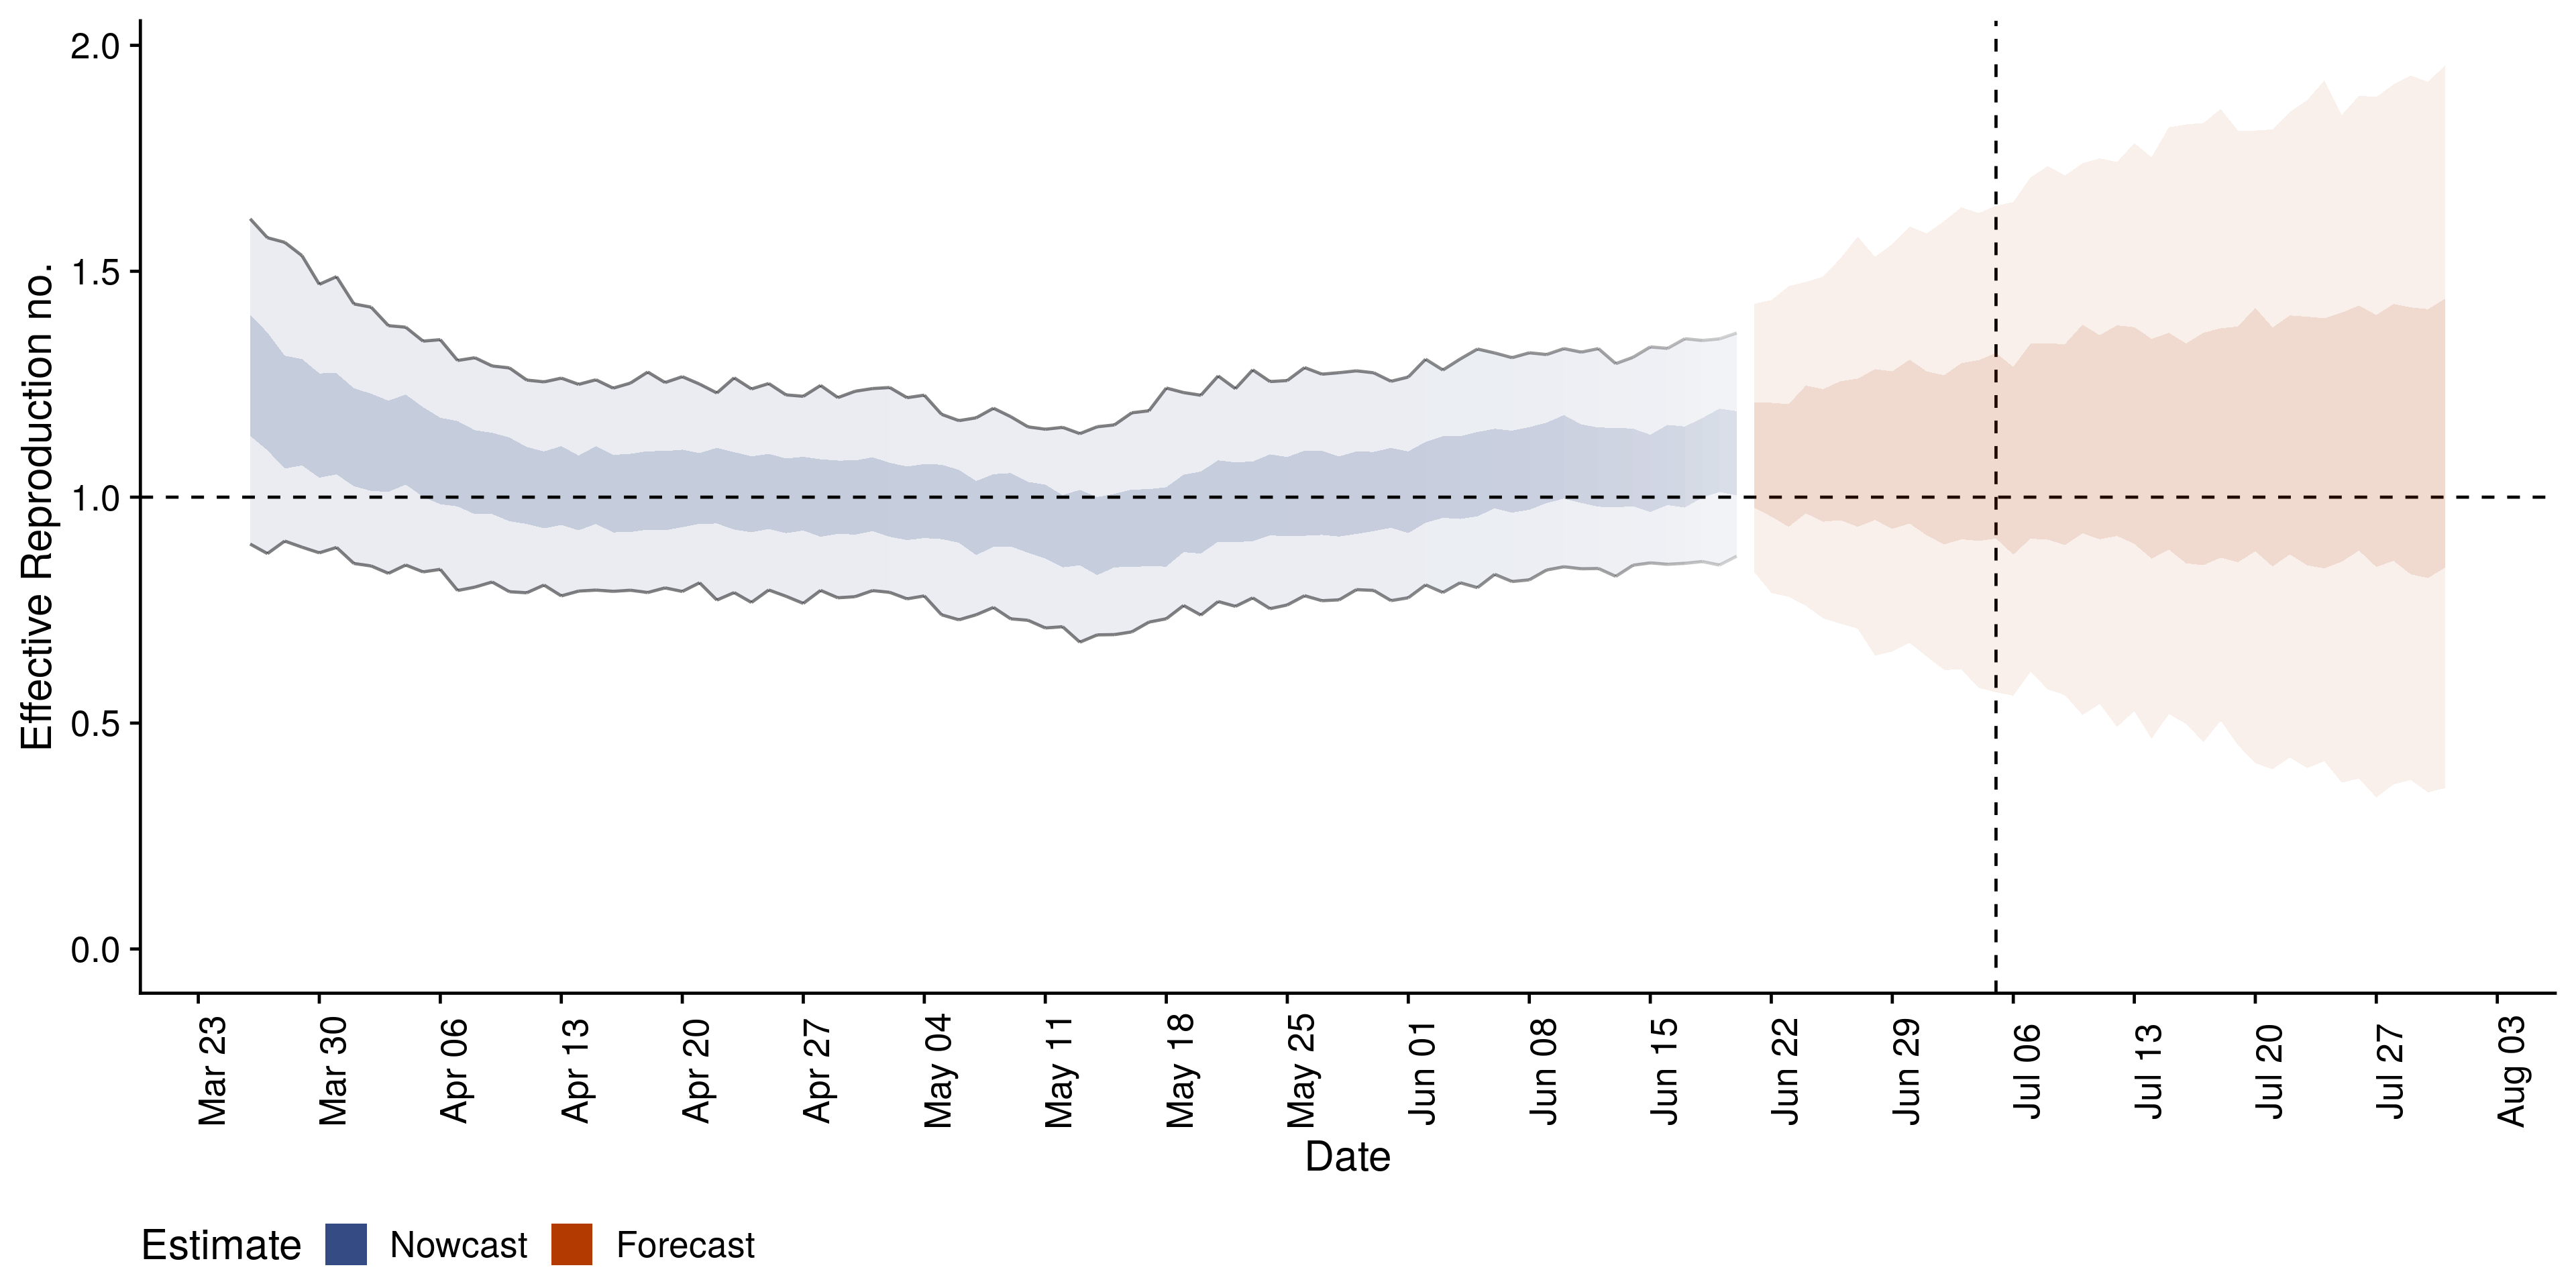 Effective Reproduction no.
2.0
1.5
1.0
0.5
0.0
Mar 23
Mar 30
Apr 06
Apr 13
Apr 20
Apr 27
May 04
May 11
May 18
May 25
Jun 01
Jun 08
Jun 15
Jun 22
Jun 29
Jul 06
Jul 13
Jul 20
Jul 27
Aug 03
Date
Estimate Nowcast Forecast